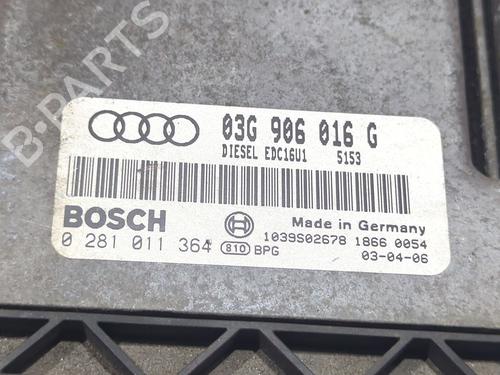 03G 906 016 G
DIESEL EDC16U1 5153
BOSCH
Made in Germany
0 281 011 364
810 BPG
1039S02678 1866 0054
03-04-06
B-PARTS